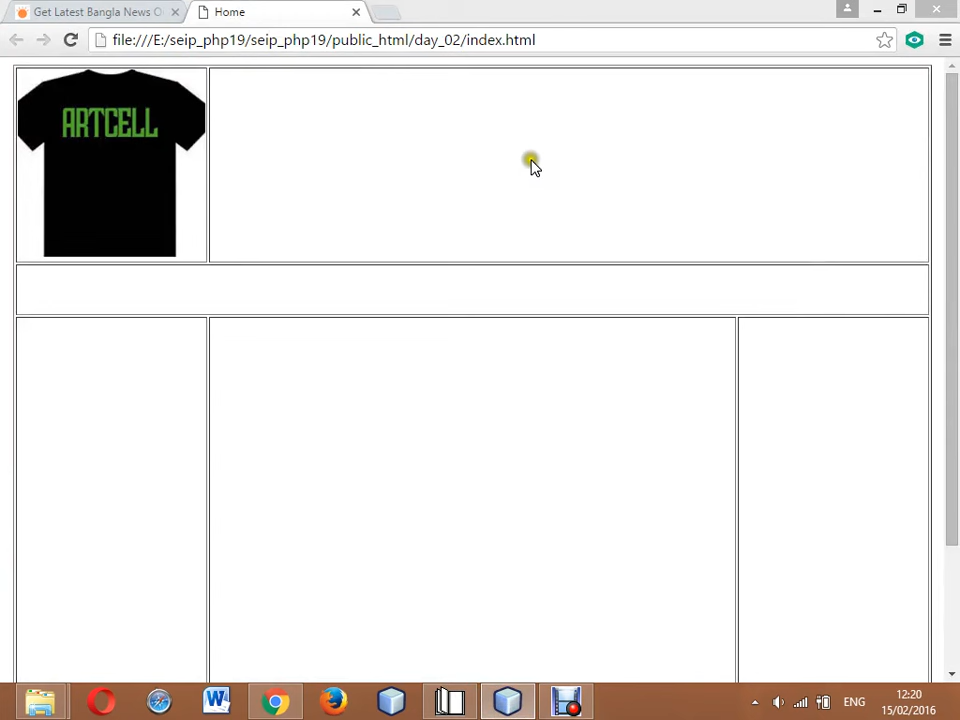 Get Latest Bangla News O
Home
file:///E:/seip_php19/seip_php19/public_html/day_02/index.html
ARTCELL
ENG
12:20
15/02/2016